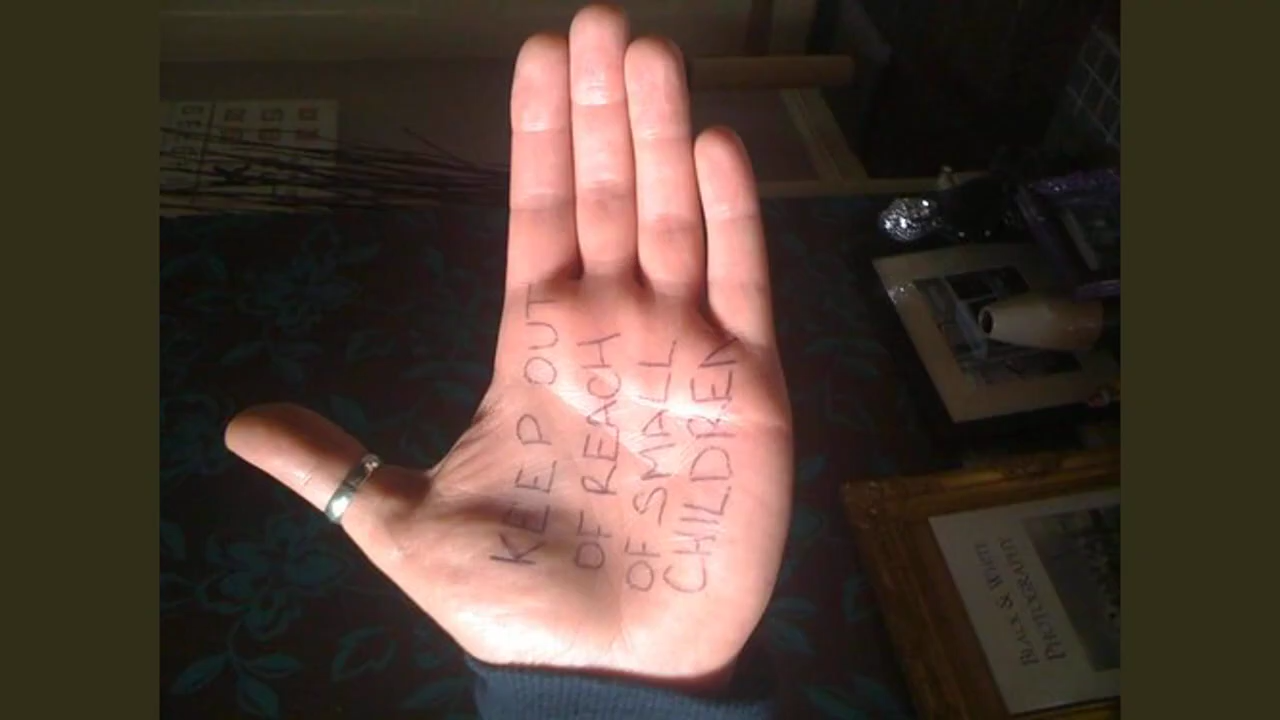 KEEP OUT
OF REACH
OF SMALL
CHILDREN
BLACK & WHITE
PHOTOGRAPHY